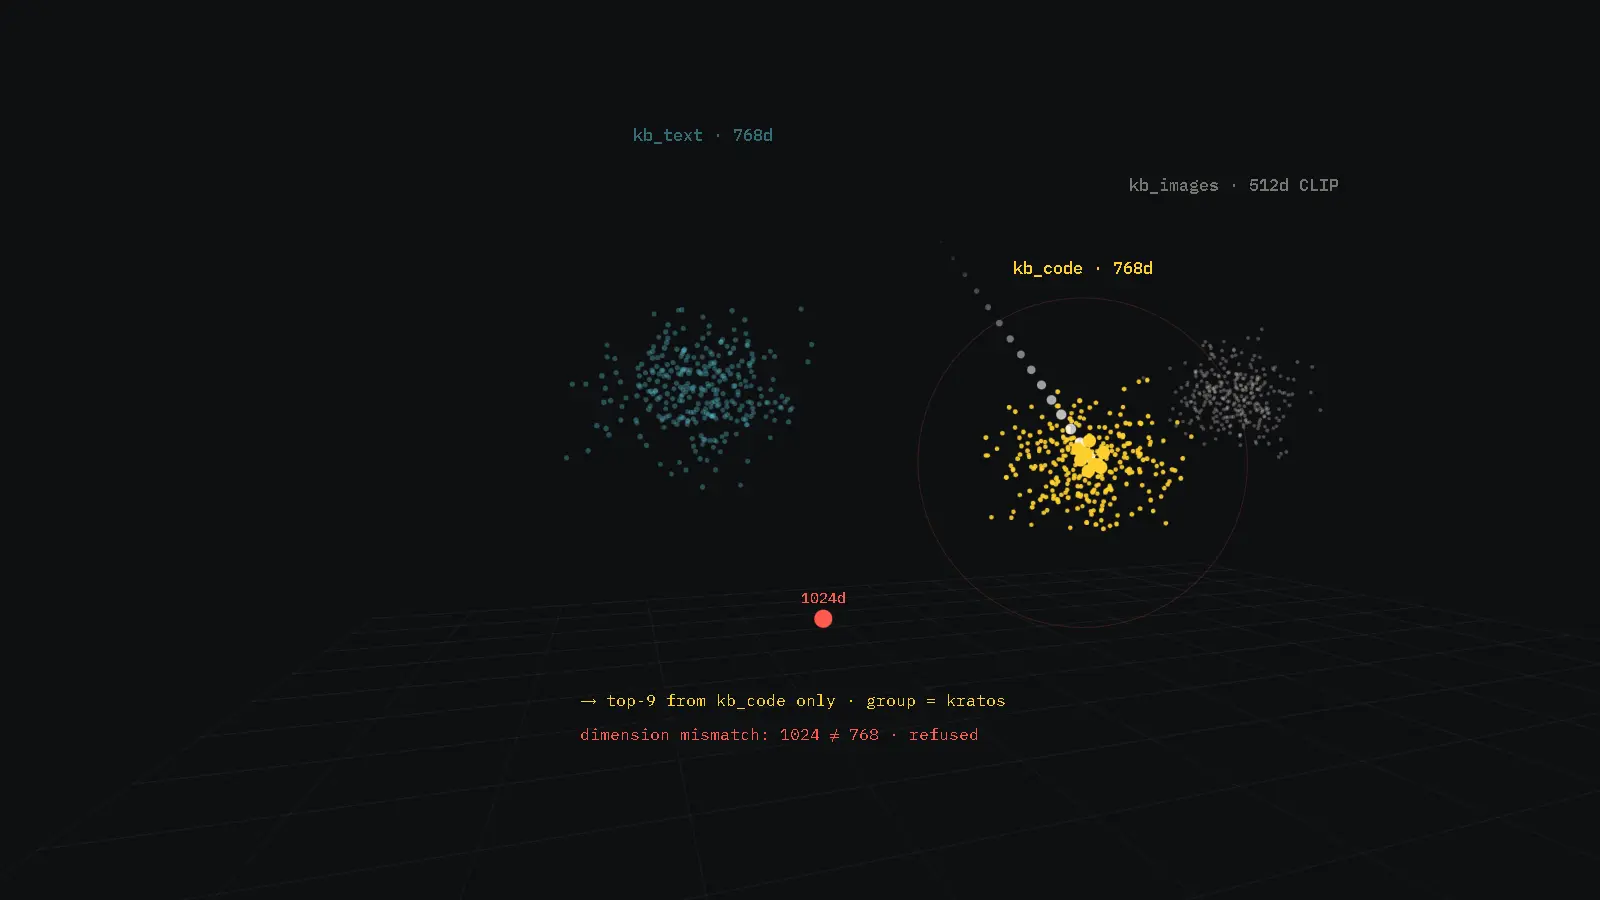 kb_text · 768d
kb_images · 512d CLIP
kb_code · 768d
1024d
→ top-9 from kb_code only · group = kratos
dimension mismatch: 1024 ≠ 768 · refused